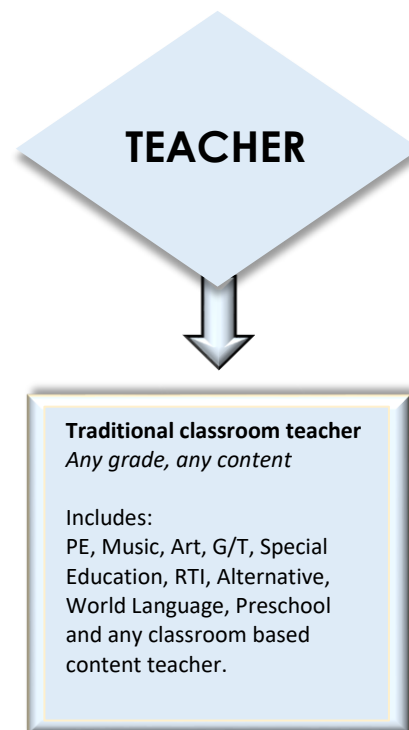 TEACHER
Traditional classroom teacher
Any grade, any content
Includes:
PE, Music, Art, G/T, Special
Education, RTI, Alternative,
World Language, Preschool
and any classroom based
content teacher.